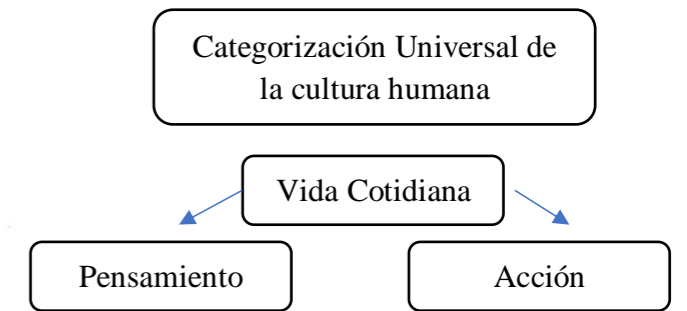 Categorización Universal de
la cultura humana
Vida Cotidiana
Pensamiento
Acción